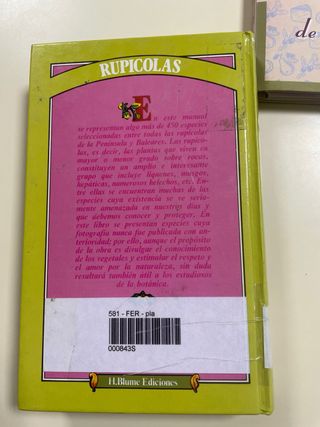 de
RUPICOLAS
En este manual
se representan algo más de 450 especies
seleccionadas entre todas las rupícolas
de la Península y Baleares. Las rupíco-
las, es decir, las plantas que viven en
mayor o menor grado sobre rocas,
constituyen un amplio e interesante
grupo que incluye líquenes, musgos,
hepáticas, numerosos helechos, etc. En-
tre ellas se encuentran muchas de las
especies cuya existencia se ve seria-
mente amenazada en nuestros días y
que debemos conocer y proteger. En
este libro se presentan especies cuya
fotografía nunca fue publicada con an-
terioridad; por ello, aunque el propósito
de la obra es divulgar el conocimiento
de los vegetales y estimular el respeto y
el amor por la naturaleza, sin duda
resultará también útil a los estudiosos
de la botánica.
581 - FER - pla
000843S
H.Blume Ediciones